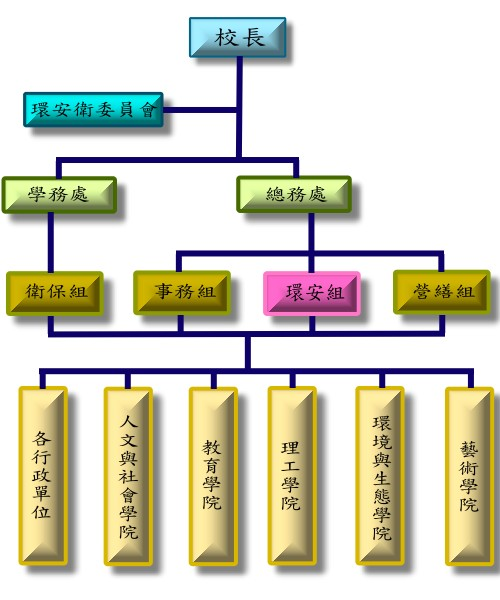 校長
環安衛委員會
學務處
總務處
衛保組
事務組
環安組
營繕組
各行政單位
人文與社會學院
教育學院
理工學院
環境與生態學院
藝術學院